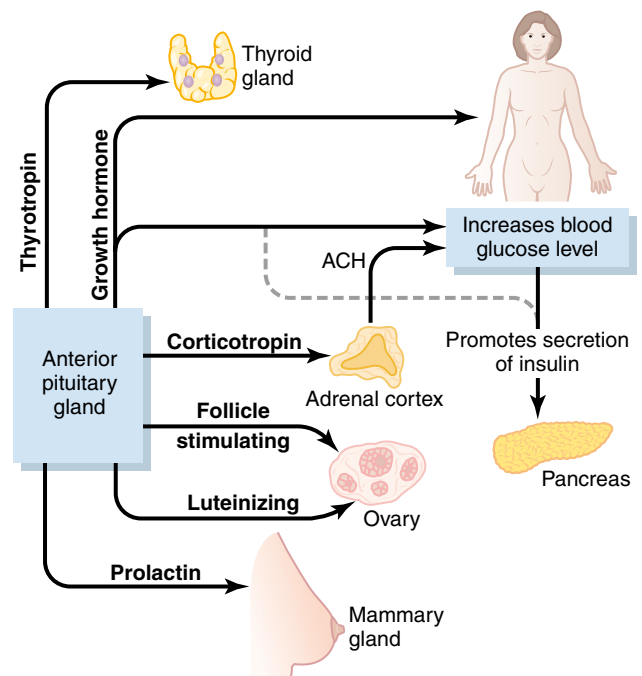 Thyroid
gland
Thyrotropin
Growth hormone
Increases blood
glucose level
ACH
Anterior
pituitary
gland
Corticotropin
Adrenal cortex
Promotes secretion
of insulin
Follicle
stimulating
Luteinizing
Ovary
Pancreas
Prolactin
Mammary
gland